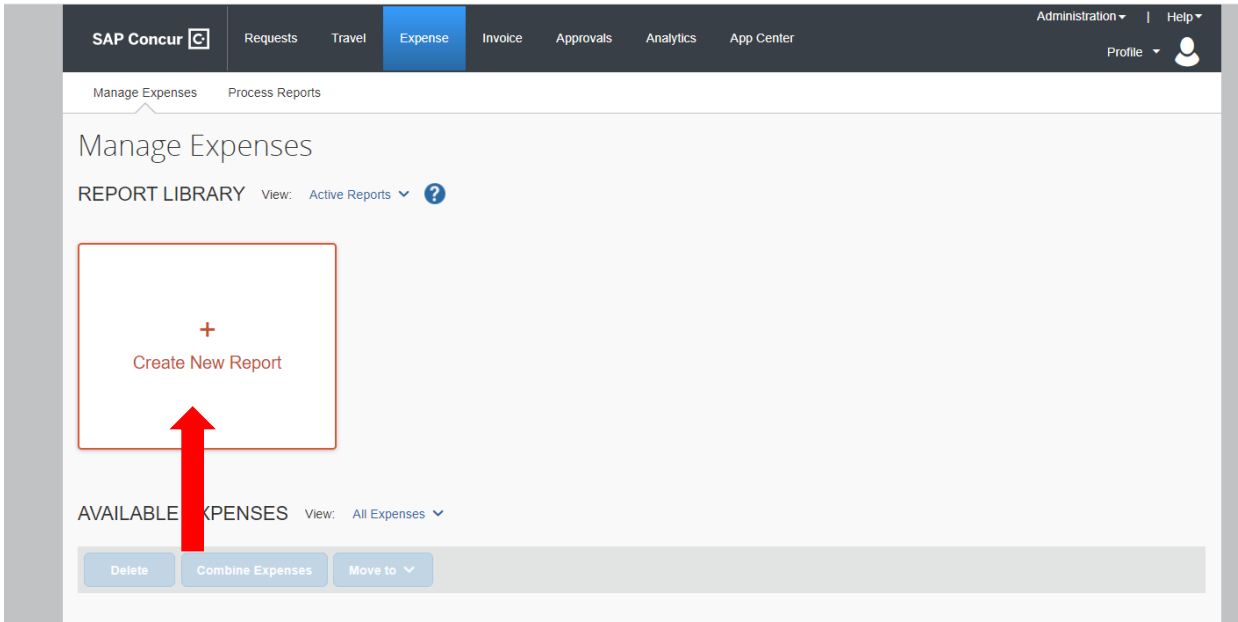 Administration | Help
SAP Concur C Requests Travel Expense Invoice Approvals Analytics App Center
Profile
Manage Expenses Process Reports
Manage Expenses
REPORT LIBRARY View: Active Reports ?
+
Create New Report
AVAILABLE XPENSES View: All Expenses
Delete Combine Expenses Move to